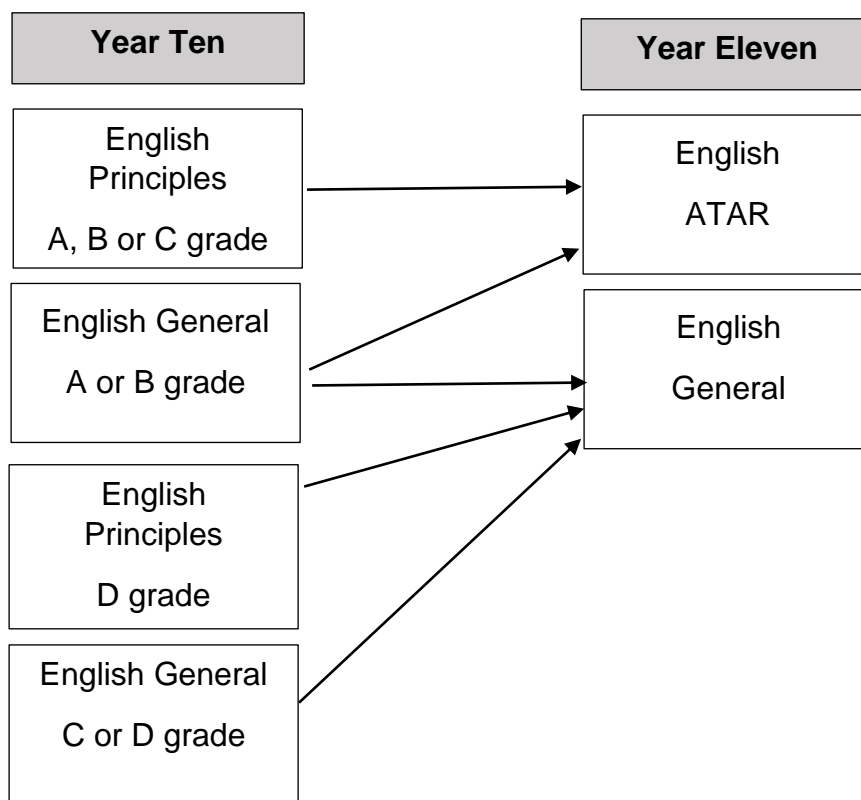 Year Ten
English
Principles
A, B or C grade
English General
A or B grade
English
Principles
D grade
English General
C or D grade
Year Eleven
English
ATAR
English
General